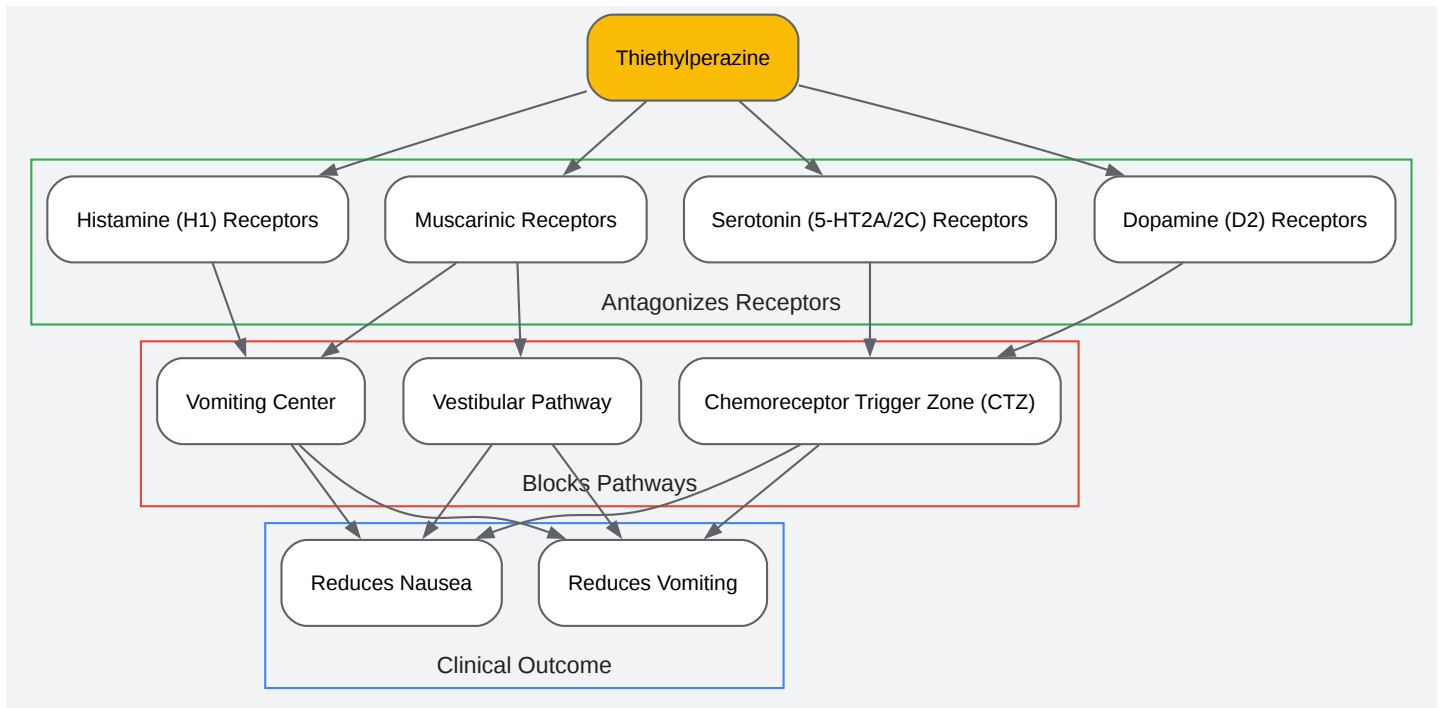 Thiethylperazine
Histamine (H1) Receptors
Muscarinic Receptors
Serotonin (5-HT2A/2C) Receptors
Dopamine (D2) Receptors
Antagonizes Receptors
Vomiting Center
Vestibular Pathway
Chemoreceptor Trigger Zone (CTZ)
Blocks Pathways
Reduces Nausea
Reduces Vomiting
Clinical Outcome